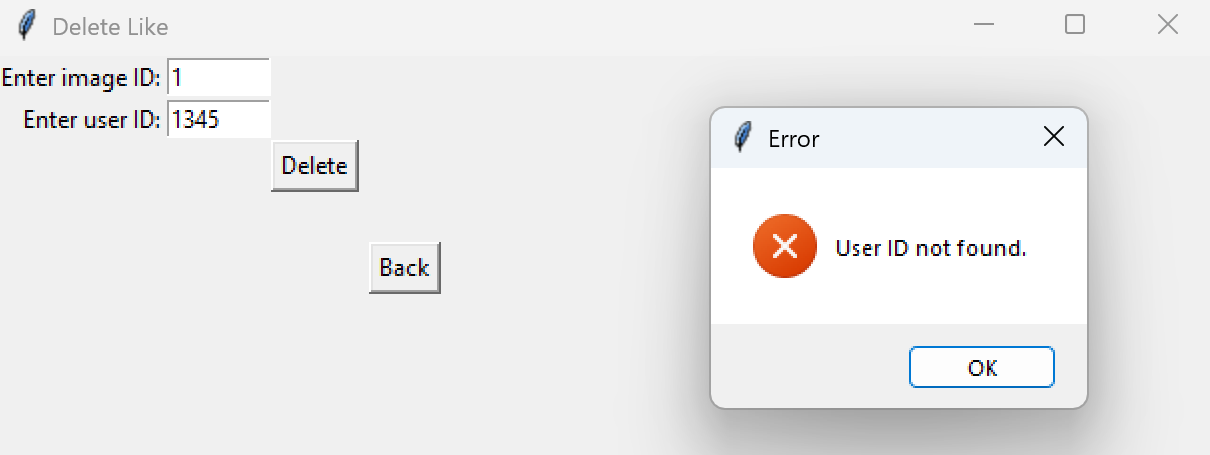 Delete Like
Enter image ID: 1
Enter user ID: 1345
Delete
Back
Error
User ID not found.
OK